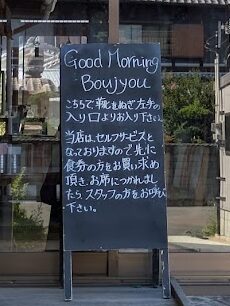 Good Morning
Boujyou
こちらで靴をぬぎ左手の
入り口よりお入り下さい。
当店は、セルフサービスと
なっておりますので先に
食券の方をお買い求め
頂き、お席につかれまし
たら、スタッフの方をお呼び
下さい。